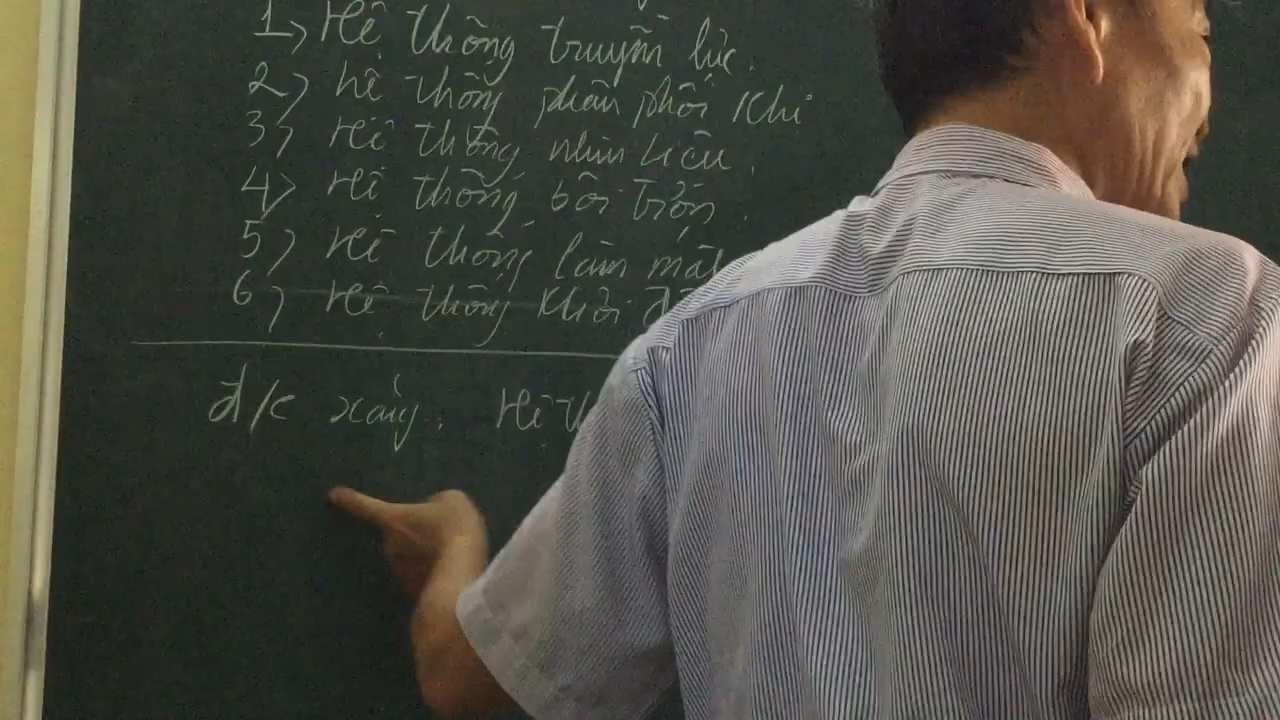 1) Hệ thống truyền lực.
2) hệ thống phân phối khí
3) Hệ thống nhiên liệu.
4) Hệ thống bôi trơn.
5) Hệ thống làm mát
6) Hệ thống khởi
đ/c xăng: Hệ